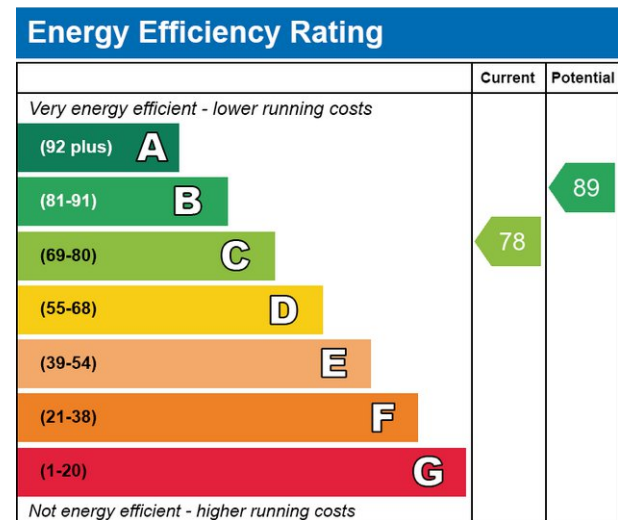 Energy Efficiency Rating
Current Potential
Very energy efficient - lower running costs
(92 plus) A
(81-91) B
89
(69-80) C
78
(55-68) D
(39-54) E
(21-38) F
(1-20) G
Not energy efficient - higher running costs